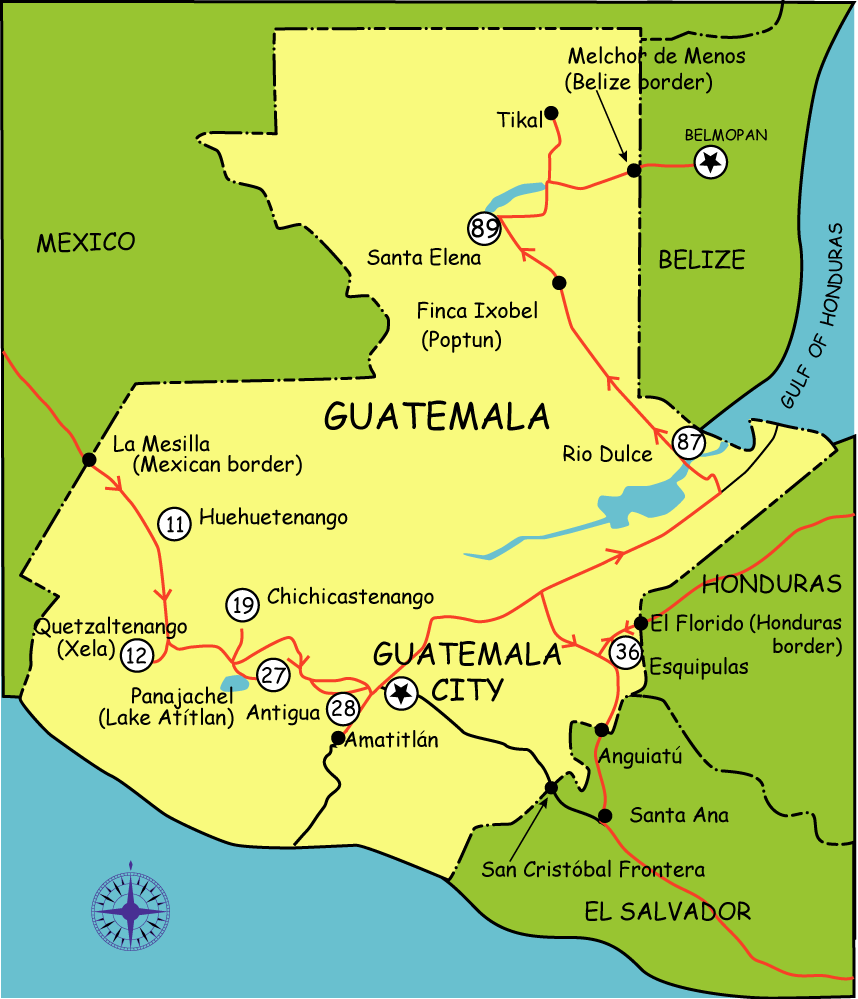 Melchor de Menos
(Belize border)
Tikal
BELMOPAN
MEXICO
89
Santa Elena
BELIZE
GULF OF HONDURAS
Finca Ixobel
(Poptun)
GUATEMALA
La Mesilla
(Mexican border)
Rio Dulce
87
11
Huehuetenango
19
Chichicastenango
HONDURAS
Quetzaltenango
(Xela)
12
El Florido (Honduras
border)
GUATEMALA
CITY
36
Esquipulas
27
Panajachel
(Lake Atítlan)
Antigua
28
Amatitlán
Anguiatú
Santa Ana
San Cristóbal Frontera
EL SALVADOR